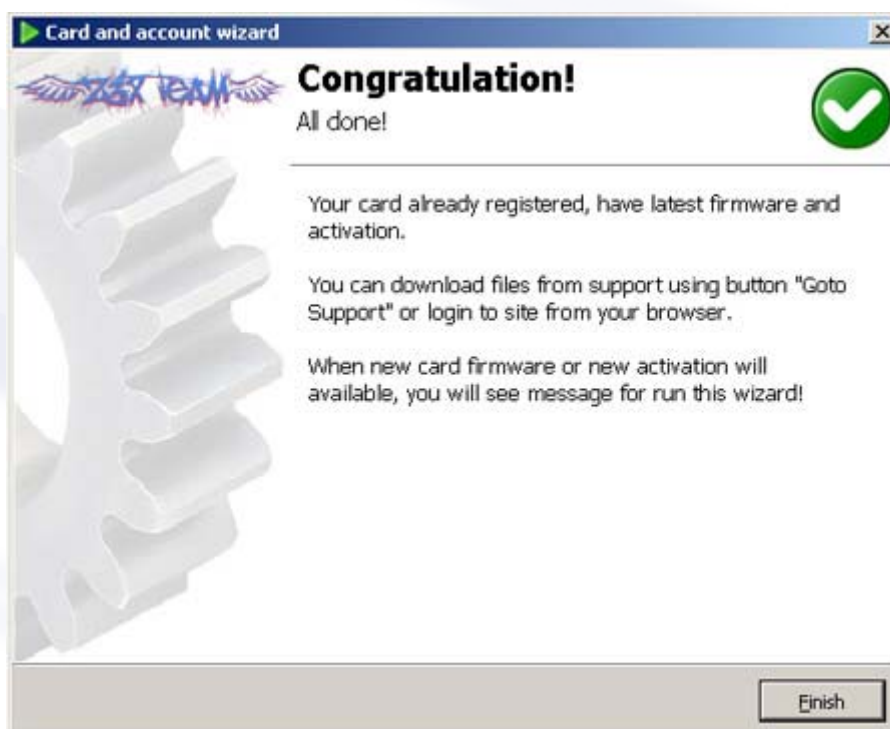 Card and account wizard
Z3X TEAM
Congratulation!
All done!
Your card already registered, have latest firmware and
activation.
You can download files from support using button "Goto
Support" or login to site from your browser.
When new card firmware or new activation will
available, you will see message for run this wizard!
Finish